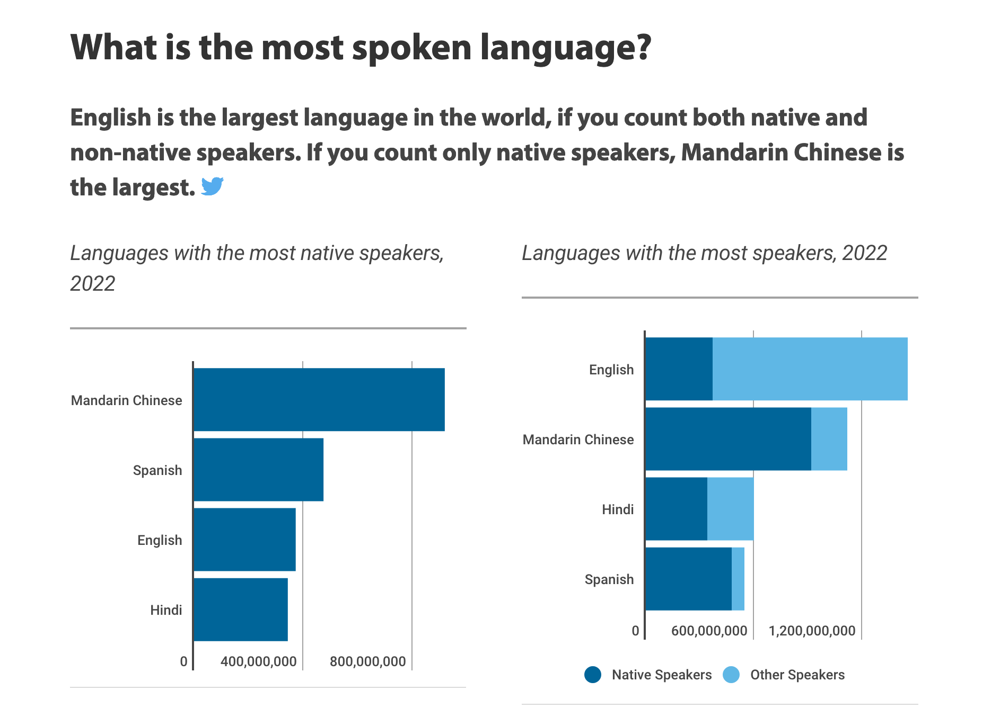 What is the most spoken language?
English is the largest language in the world, if you count both native and
non-native speakers. If you count only native speakers, Mandarin Chinese is
the largest.
Languages with the most native speakers,
2022
Mandarin Chinese
Spanish
English
Hindi
0 400,000,000 800,000,000
Languages with the most speakers, 2022
English
Mandarin Chinese
Hindi
Spanish
0 600,000,000 1,200,000,000
Native Speakers Other Speakers